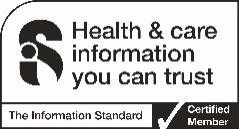 Health & care
information
you can trust
The Information Standard
Certified
Member